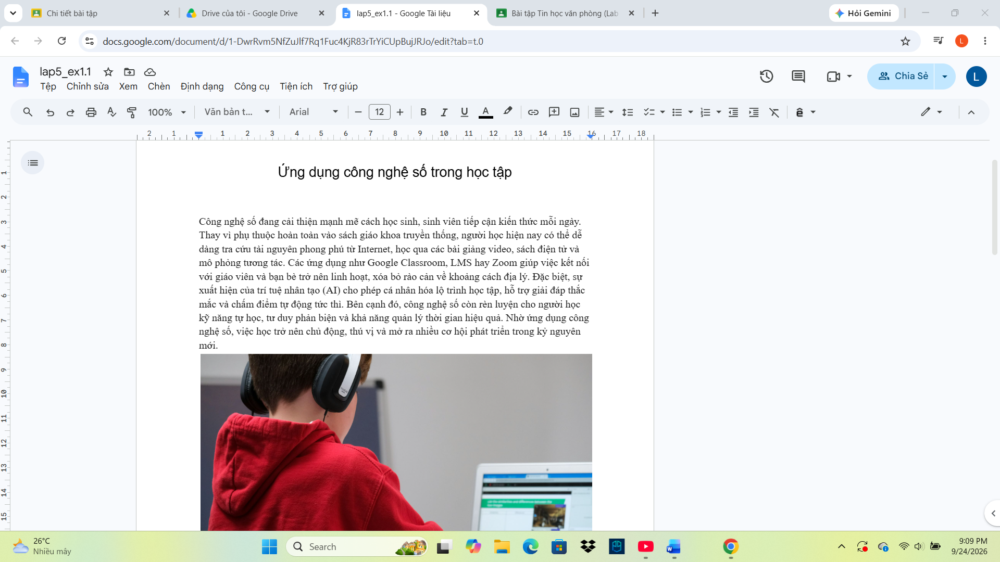 Chi tiết bài tập
Drive của tôi - Google Drive
lap5_ex1.1 - Google Tài liệu
Bài tập Tin học văn phòng (Lab
Hỏi Gemini
docs.google.com/document/d/1-DwrRvm5NfZuJlf7Rq1Fuc4KjR83rTrYiCUpBujJRJo/edit?tab=t.0
L
lap5_ex1.1
Tệp Chỉnh sửa Xem Chèn Định dạng Công cụ Tiện ích Trợ giúp
Chia Sẻ
L
100% Văn bản t... Arial 12 B I U A ê
2 1 1 2 3 4 5 6 7 8 9 10 11 12 13 14 15 16 17 18
1
2
3
4
5
6
7
8
9
10
11
12
13
14
15
Ứng dụng công nghệ số trong học tập
Công nghệ số đang cải thiện mạnh mẽ cách học sinh, sinh viên tiếp cận kiến thức mỗi ngày.
Thay vì phụ thuộc hoàn toàn vào sách giáo khoa truyền thống, người học hiện nay có thể dễ
dàng tra cứu tài nguyên phong phú từ Internet, học qua các bài giảng video, sách điện tử và
mô phỏng tương tác. Các ứng dụng như Google Classroom, LMS hay Zoom giúp việc kết nối
với giáo viên và bạn bè trở nên linh hoạt, xóa bỏ rào cản về khoảng cách địa lý. Đặc biệt, sự
xuất hiện của trí tuệ nhân tạo (AI) cho phép cá nhân hóa lộ trình học tập, hỗ trợ giải đáp thắc
mắc và chấm điểm tự động tức thì. Bên cạnh đó, công nghệ số còn rèn luyện cho người học
kỹ năng tự học, tư duy phản biện và khả năng quản lý thời gian hiệu quả. Nhờ ứng dụng công
nghệ số, việc học trở nên chủ động, thú vị và mở ra nhiều cơ hội phát triển trong kỷ nguyên
mới.
26°C
Nhiều mây
Search
9:09 PM
9/24/2026